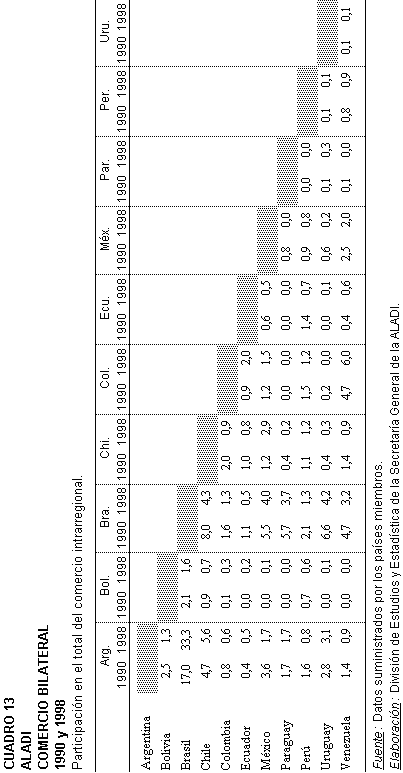 CUADRO 13
ALADI
COMERCIO BILATERAL
1990 y 1998
Participación en el total del comercio intrarregional.
Arg. Bol. Bra. Chi. Col. Ecu. Méx. Par. Per. Uru.
1990 1998 1990 1998 1990 1998 1990 1998 1990 1998 1990 1998 1990 1998 1990 1998 1990 1998 1990 1998
Argentina
Bolivia 2,5 1,3
Brasil 17,0 33,3 2,1 1,6
Chile 4,7 5,6 0,9 0,7 8,0 4,3
Colombia 0,8 0,6 0,1 0,3 1,6 1,3 2,0 0,9
Ecuador 0,4 0,5 0,0 0,2 1,1 0,5 1,0 0,8 0,9 2,0
México 3,6 1,7 0,0 0,1 5,5 4,0 1,2 2,9 1,2 1,5 0,6 0,5
Paraguay 1,7 1,7 0,0 0,0 5,7 3,7 0,4 0,2 0,0 0,0 0,0 0,0 0,8 0,0
Perú 1,6 0,8 0,7 0,6 2,1 1,3 1,1 1,2 1,5 1,2 1,4 0,7 0,9 0,8 0,0 0,0
Uruguay 2,8 3,1 0,0 0,1 6,6 4,2 0,4 0,3 0,2 0,0 0,0 0,1 0,6 0,2 0,1 0,3 0,1 0,1
Venezuela 1,4 0,9 0,0 0,0 4,7 3,2 1,4 0,9 4,7 6,0 0,4 0,6 2,5 2,0 0,1 0,0 0,8 0,9 0,1 0,1
Fuente: Datos suministrados por los países miembros.
Elaboración: División de Estudios y Estadística de la Secretaría General de la ALADI.